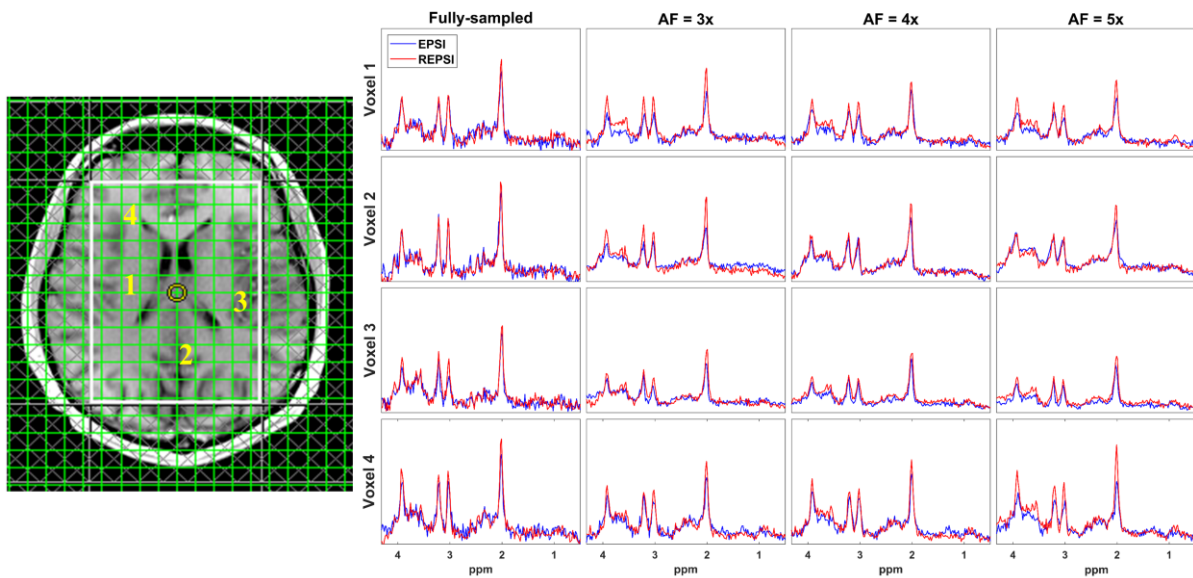 Fully-sampled AF = 3x AF = 4x AF = 5x
EPSI
REPSI
Voxel 1
Voxel 2
Voxel 3
Voxel 4
4
1
3
2
4 3 2 1 4 3 2 1 4 3 2 1 4 3 2 1
ppm ppm ppm ppm